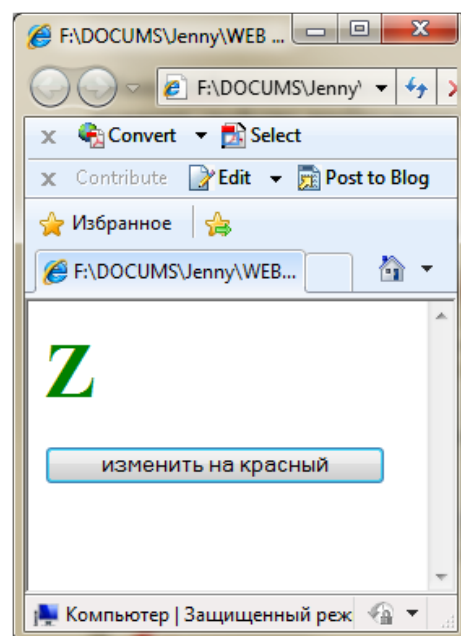 F:\DOCUMS\Jenny\WEB ...
F:\DOCUMS\Jenny\
x Convert Select
x Contribute Edit Post to Blog
Избранное
F:\DOCUMS\Jenny\WEB...
Z
изменить на красный
Компьютер | Защищенный реж